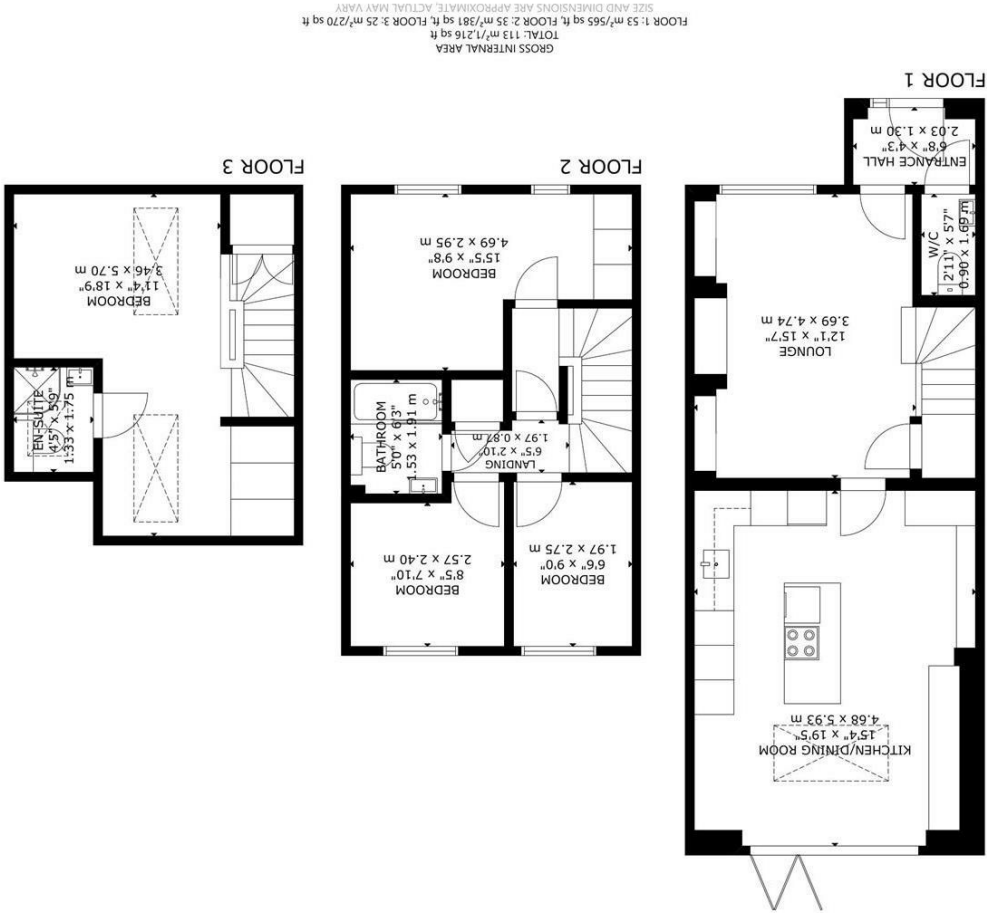 FLOOR 1
ENTRANCE HALL
6'8" x 4'3"
2.03 x 1.30 m
W/C
2'11" x 5'7"
0.90 x 1.69 m
LOUNGE
12'1" x 15'7"
3.69 x 4.74 m
KITCHEN/DINING ROOM
15'4" x 19'5"
4.68 x 5.93 m
FLOOR 2
BEDROOM
15'5" x 9'8"
4.69 x 2.95 m
BATHROOM
5'0" x 6'3"
1.53 x 1.91 m
LANDING
6'5" x 2'10"
1.97 x 0.87 m
BEDROOM
8'5" x 7'10"
2.57 x 2.40 m
BEDROOM
6'6" x 9'0"
1.97 x 2.75 m
FLOOR 3
BEDROOM
11'4" x 18'9"
3.46 x 5.70 m
EN-SUITE
4'5" x 5'9"
1.33 x 1.75 m
GROSS INTERNAL AREA
TOTAL: 113 m²/1,216 sq ft
FLOOR 1: 53 m²/565 sq ft, FLOOR 2: 35 m²/381 sq ft, FLOOR 3: 25 m²/270 sq ft
SIZE AND DIMENSIONS ARE APPROXIMATE, ACTUAL MAY VARY